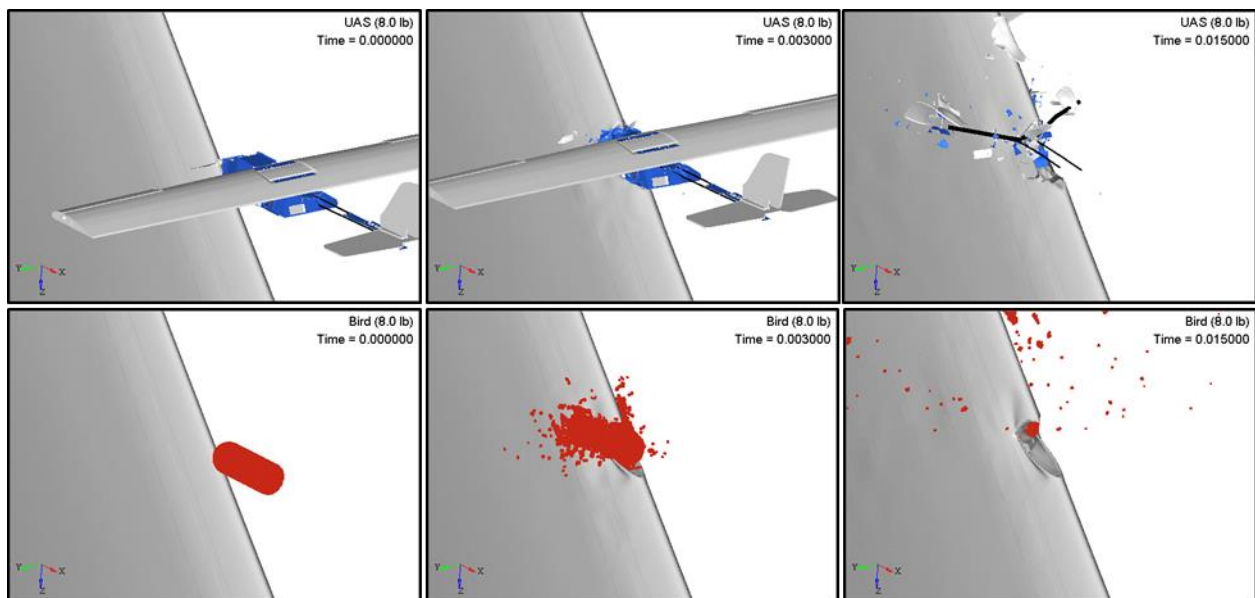 UAS (8.0 lb)
Time = 0.000000
Y X
Z
UAS (8.0 lb)
Time = 0.003000
Y X
Z
UAS (8.0 lb)
Time = 0.015000
Y X
Z
Bird (8.0 lb)
Time = 0.000000
Y X
Z
Bird (8.0 lb)
Time = 0.003000
Y X
Z
Bird (8.0 lb)
Time = 0.015000
Y X
Z